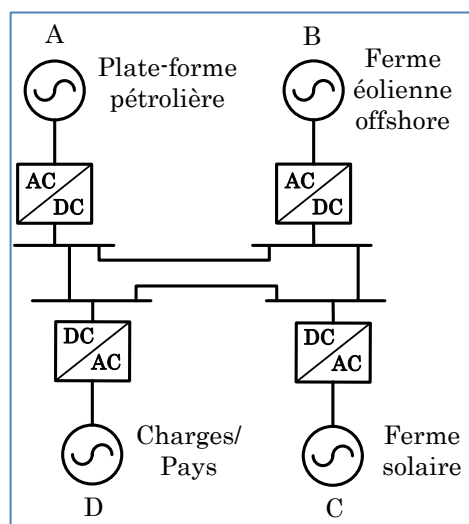 A
Plate-forme
pétrolière
B
Ferme
éolienne
offshore
AC
DC
AC
DC
DC
AC
DC
AC
Charges/
Pays
D
Ferme
solaire
C